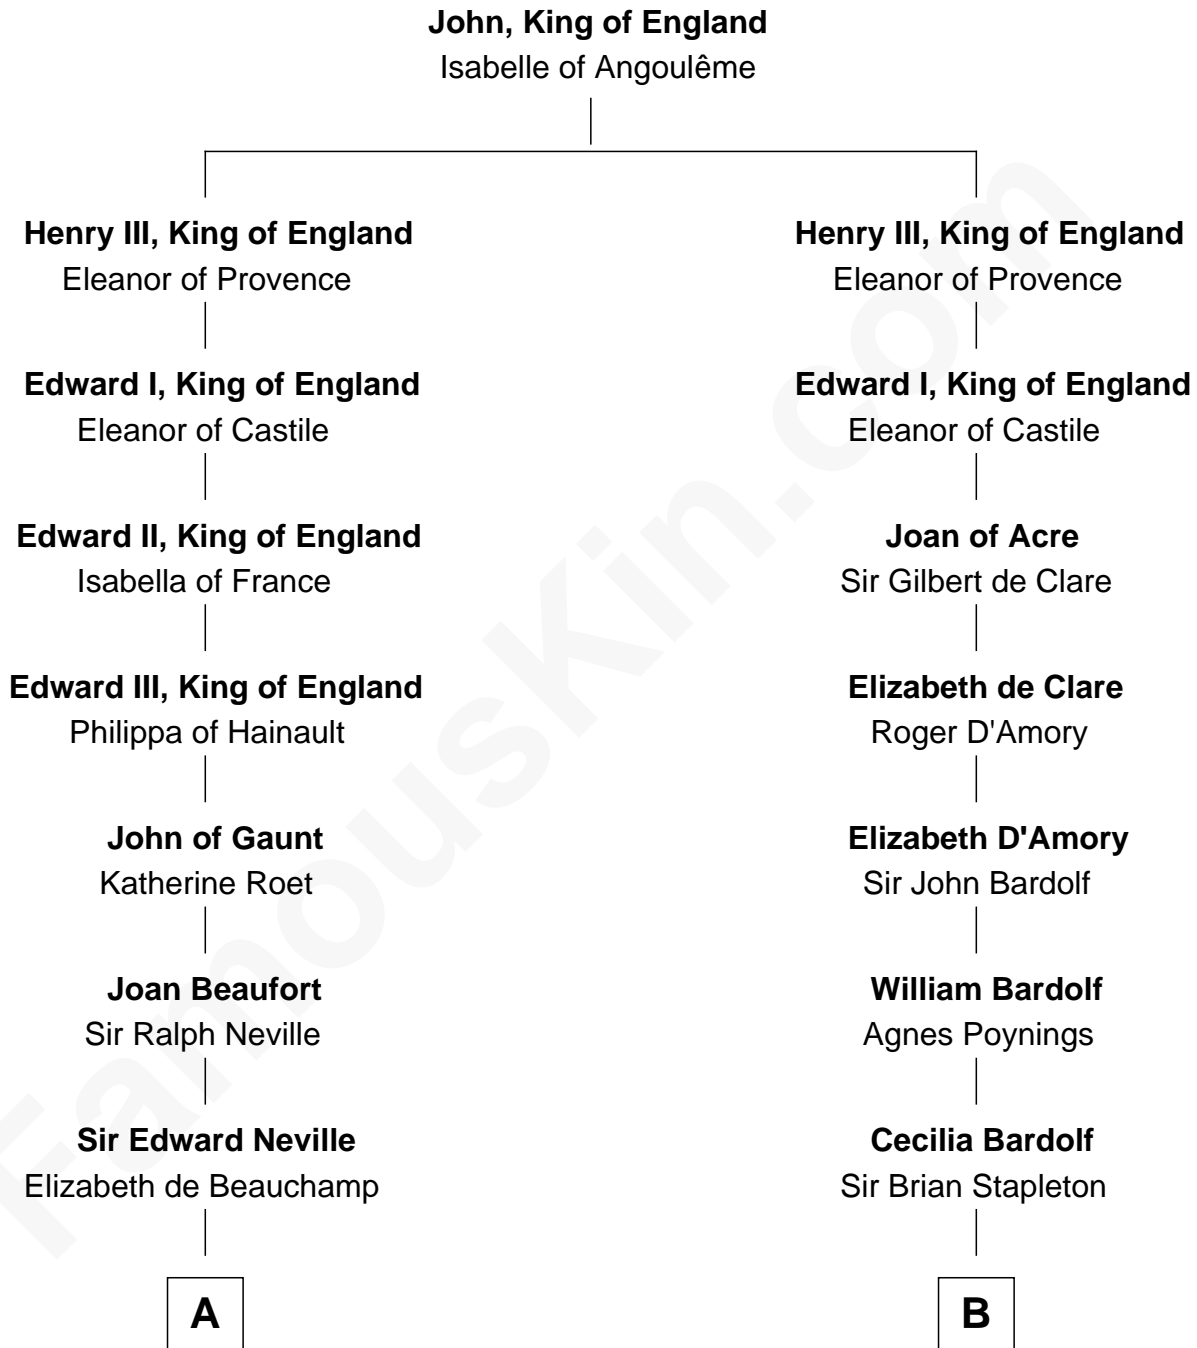 John, King of England
Isabelle of Angoulême
Henry III, King of England
Eleanor of Provence
Henry III, King of England
Eleanor of Provence
Edward I, King of England
Eleanor of Castile
Edward I, King of England
Eleanor of Castile
Edward II, King of England
Isabella of France
Joan of Acre
Sir Gilbert de Clare
Edward III, King of England
Philippa of Hainault
Elizabeth de Clare
Roger D'Amory
John of Gaunt
Katherine Roet
Elizabeth D'Amory
Sir John Bardolf
Joan Beaufort
Sir Ralph Neville
William Bardolf
Agnes Poynings
Sir Edward Neville
Elizabeth de Beauchamp
Cecilia Bardolf
Sir Brian Stapleton
A
B
FamousKin.com